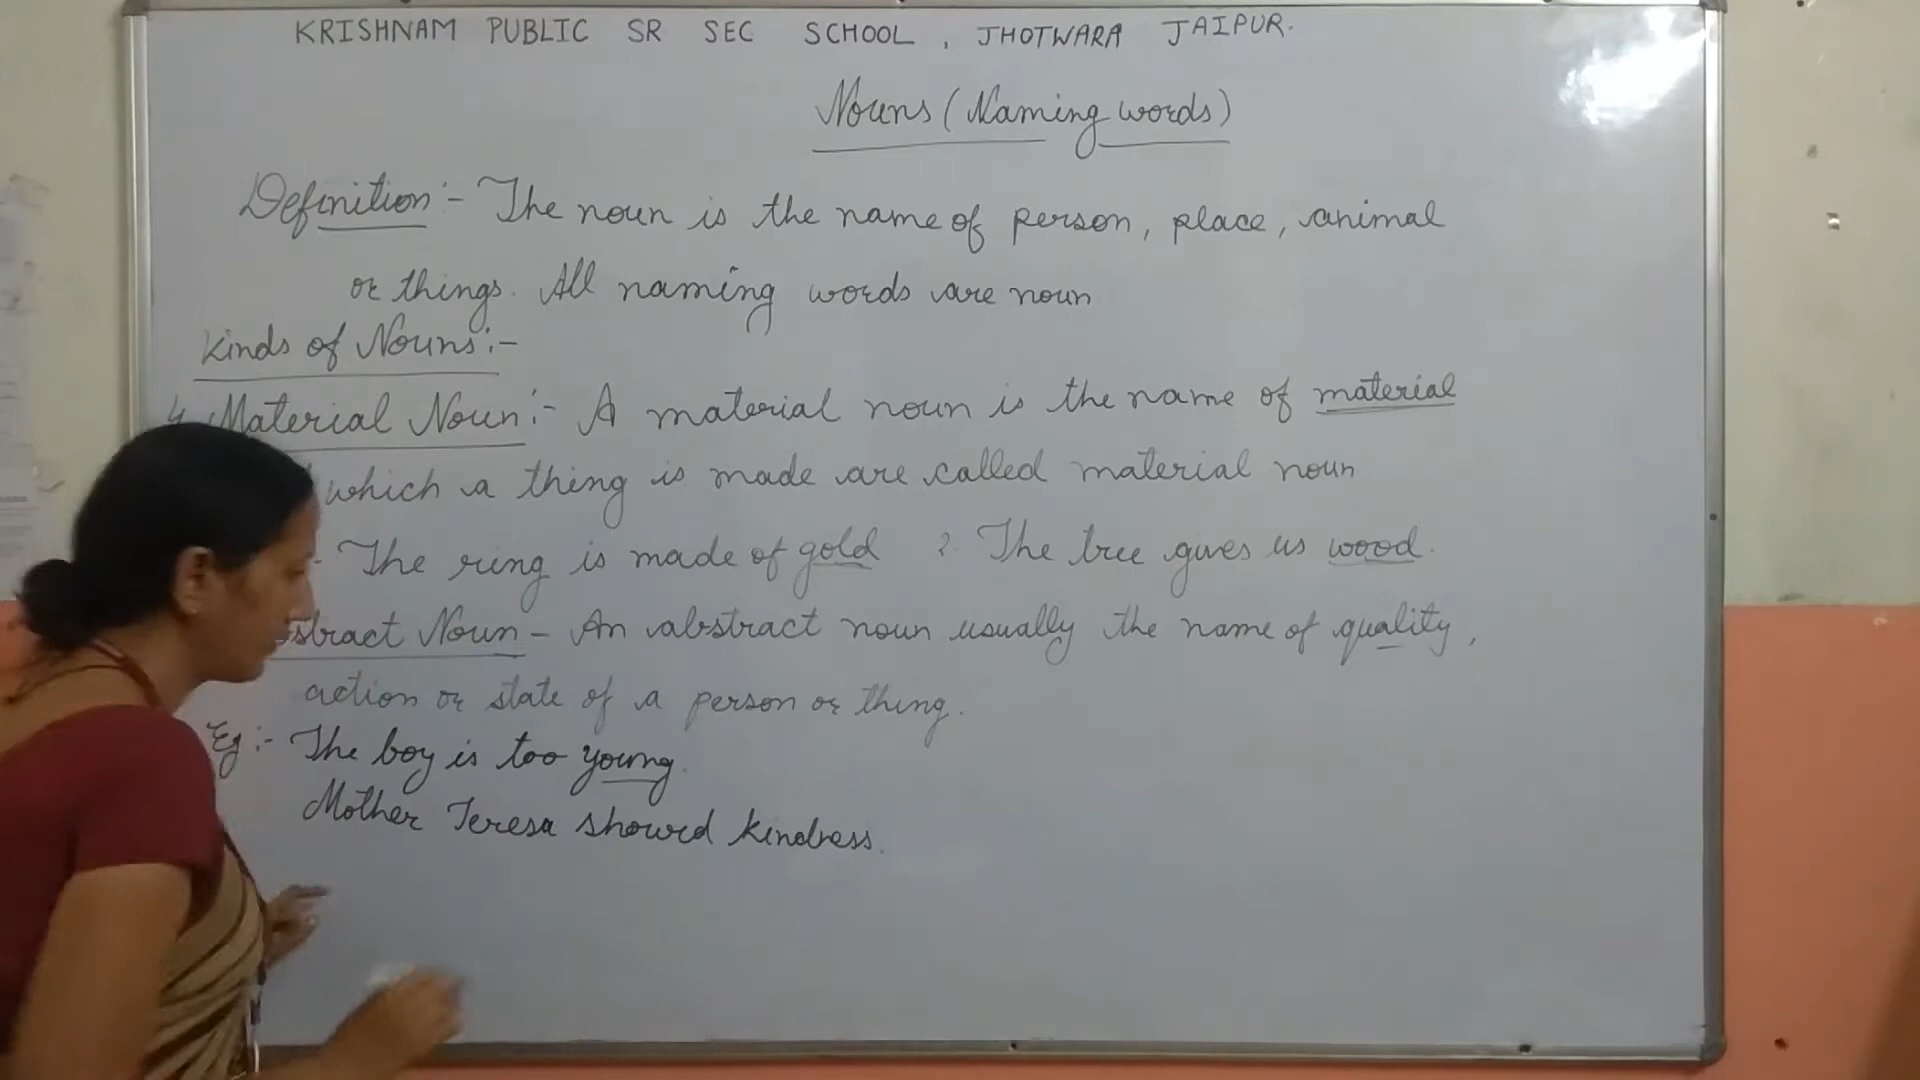 KRISHNAM PUBLIC SR SEC SCHOOL, JHOTWARA JAIPUR.
Nouns (Naming words)
Definition :- The noun is the name of person, place, animal
or things. All naming words are noun
Kinds of Nouns :-
4. Material Noun :- A material noun is the name of material
which a thing is made are called material noun
The ring is made of gold 2. The tree gives us wood.
stract Noun - An abstract noun usually the name of quality,
action or state of a person or thing.
Eg :- The boy is too young.
Mother Teresa showed kindness.